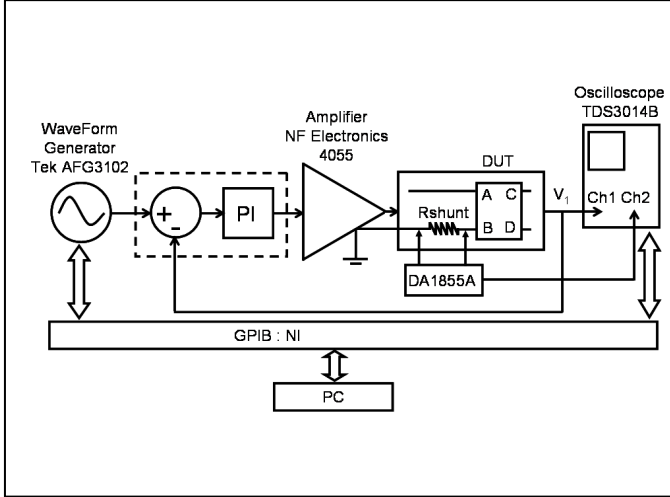 WaveForm
Generator
Tek AFG3102
+
-
PI
Amplifier
NF Electronics
4055
DUT
A C
B D
Rshunt
DA1855A
V1
Oscilloscope
TDS3014B
Ch1 Ch2
GPIB : NI
PC